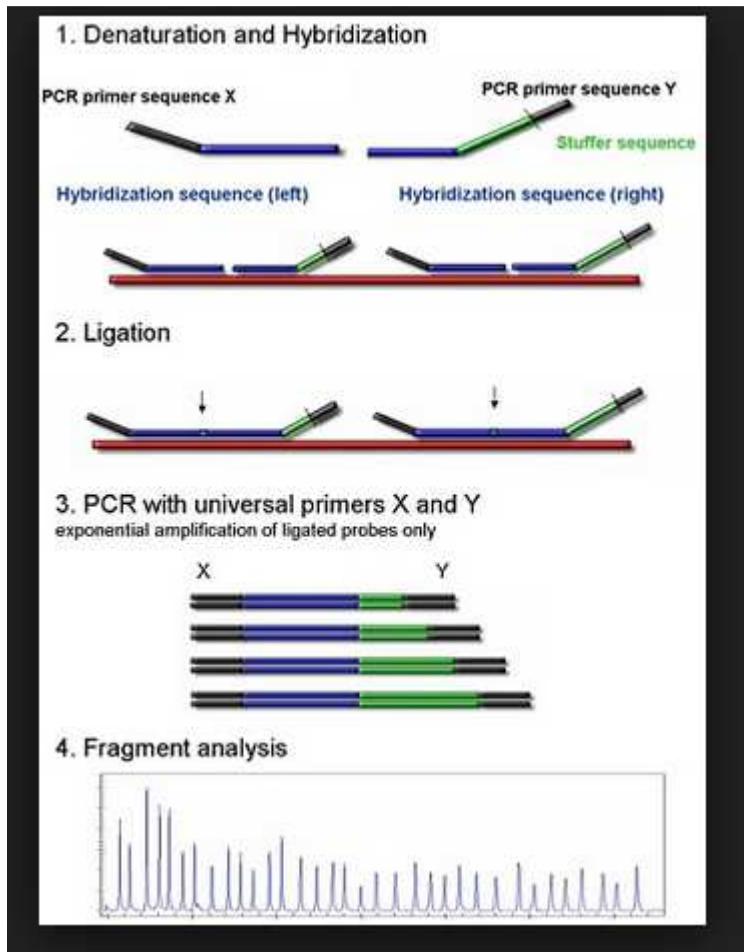 1. Denaturation and Hybridization
PCR primer sequence X
PCR primer sequence Y
Stuffer sequence
Hybridization sequence (left)
Hybridization sequence (right)
2. Ligation
3. PCR with universal primers X and Y
exponential amplification of ligated probes only
X
Y
4. Fragment analysis